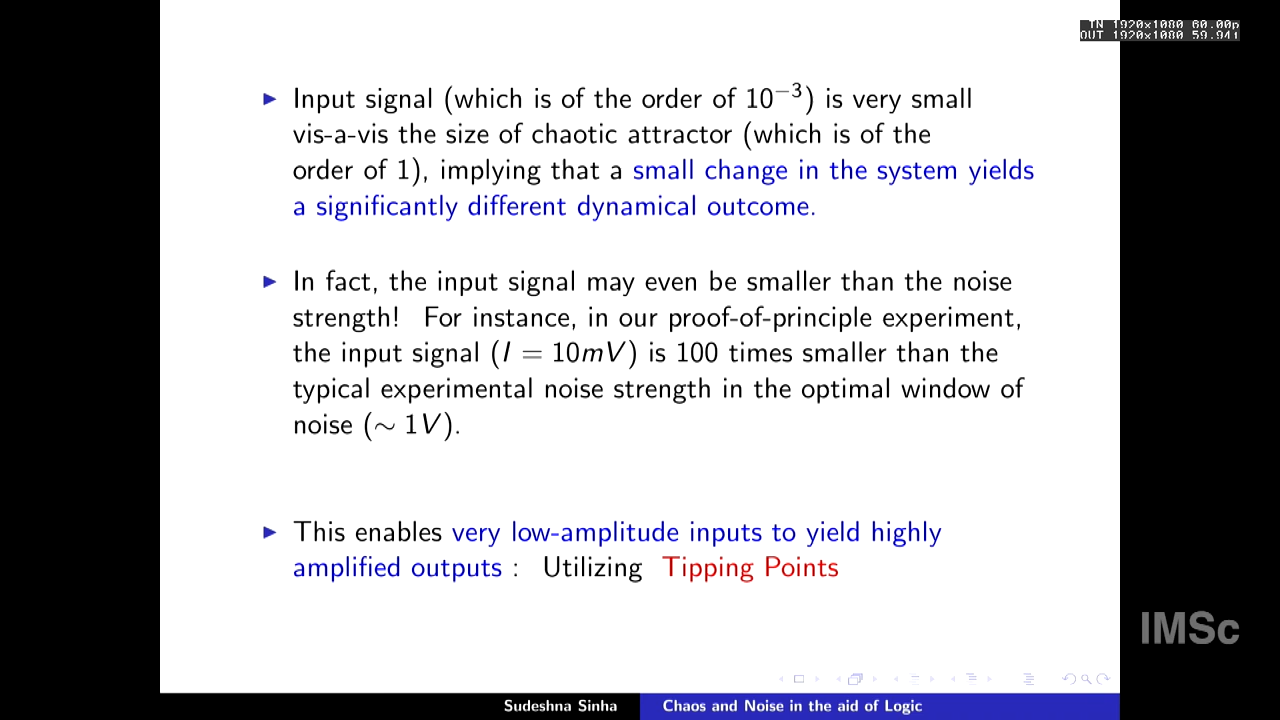 IN 1920x1080 60.00p
OUT 1920x1080 59.94i
▶ Input signal (which is of the order of 10⁻³) is very small
vis-a-vis the size of chaotic attractor (which is of the
order of 1), implying that a small change in the system yields
a significantly different dynamical outcome.
▶ In fact, the input signal may even be smaller than the noise
strength! For instance, in our proof-of-principle experiment,
the input signal (I = 10mV) is 100 times smaller than the
typical experimental noise strength in the optimal window of
noise (∼ 1V).
▶ This enables very low-amplitude inputs to yield highly
amplified outputs : Utilizing Tipping Points
IMSc
Sudeshna Sinha Chaos and Noise in the aid of Logic